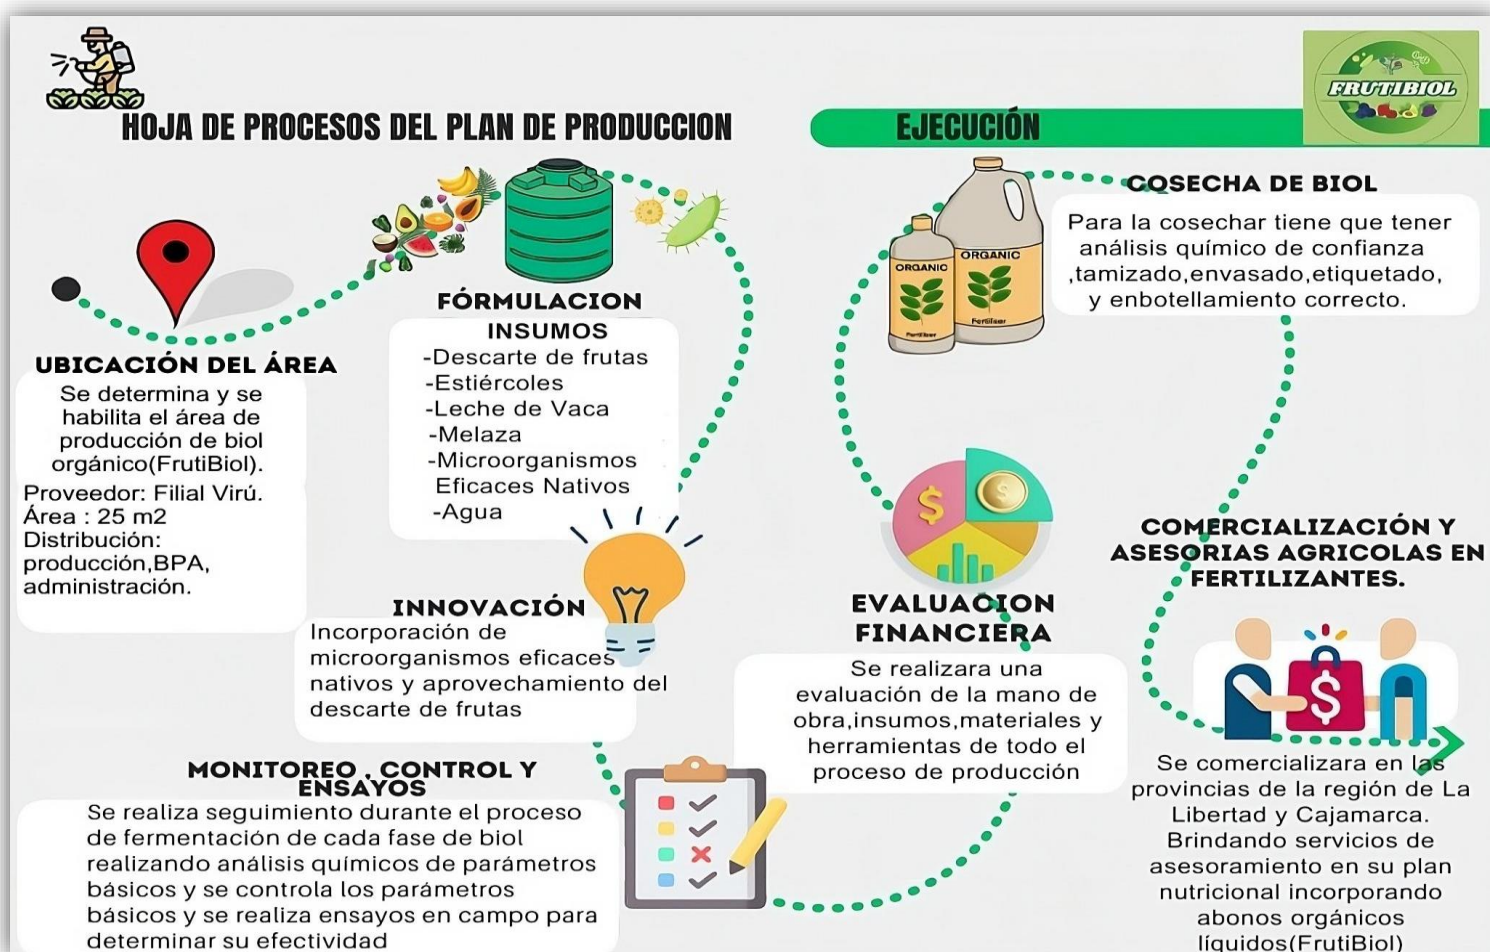 HOJA DE PROCESOS DEL PLAN DE PRODUCCION
EJECUCIÓN
FRUTIBIOL
UBICACIÓN DEL ÁREA
Se determina y se
habilita el área de
producción de biol
orgánico(FrutiBiol).
Proveedor: Filial Virú.
Área : 25 m2
Distribución:
producción,BPA,
administración.
FÓRMULACION
INSUMOS
-Descarte de frutas
-Estiércoles
-Leche de Vaca
-Melaza
-Microorganismos
Eficaces Nativos
-Agua
INNOVACIÓN
Incorporación de
microorganismos eficaces
nativos y aprovechamiento del
descarte de frutas
MONITOREO , CONTROL Y
ENSAYOS
Se realiza seguimiento durante el proceso
de fermentación de cada fase de biol
realizando análisis químicos de parámetros
básicos y se controla los parámetros
básicos y se realiza ensayos en campo para
determinar su efectividad
$
EVALUACION
FINANCIERA
Se realizara una
evaluación de la mano de
obra,insumos,materiales y
herramientas de todo el
proceso de producción
ORGANIC
Fertiliser
ORGANIC
Fertiliser
COSECHA DE BIOL
Para la cosechar tiene que tener
análisis químico de confianza
,tamizado,envasado,etiquetado,
y enbotellamiento correcto.
COMERCIALIZACIÓN Y
ASESORIAS AGRICOLAS EN
FERTILIZANTES.
$
Se comercializara en las
provincias de la región de La
Libertad y Cajamarca.
Brindando servicios de
asesoramiento en su plan
nutricional incorporando
abonos orgánicos
líquidos(FrutiBiol)